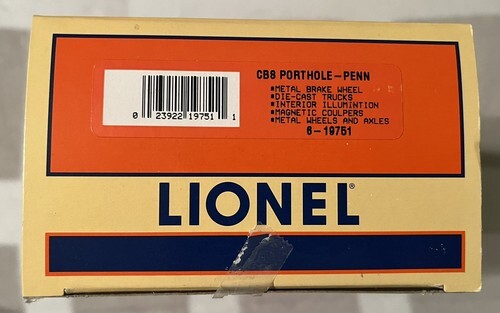 CB8 PORTHOLE-PENN
*METAL BRAKE WHEEL
*DIE-CAST TRUCKS
*INTERIOR ILLUMINTION
*MAGNETIC COULPERS
*METAL WHEELS AND AXLES
6-19751
0 23922 19751 1
LIONEL®